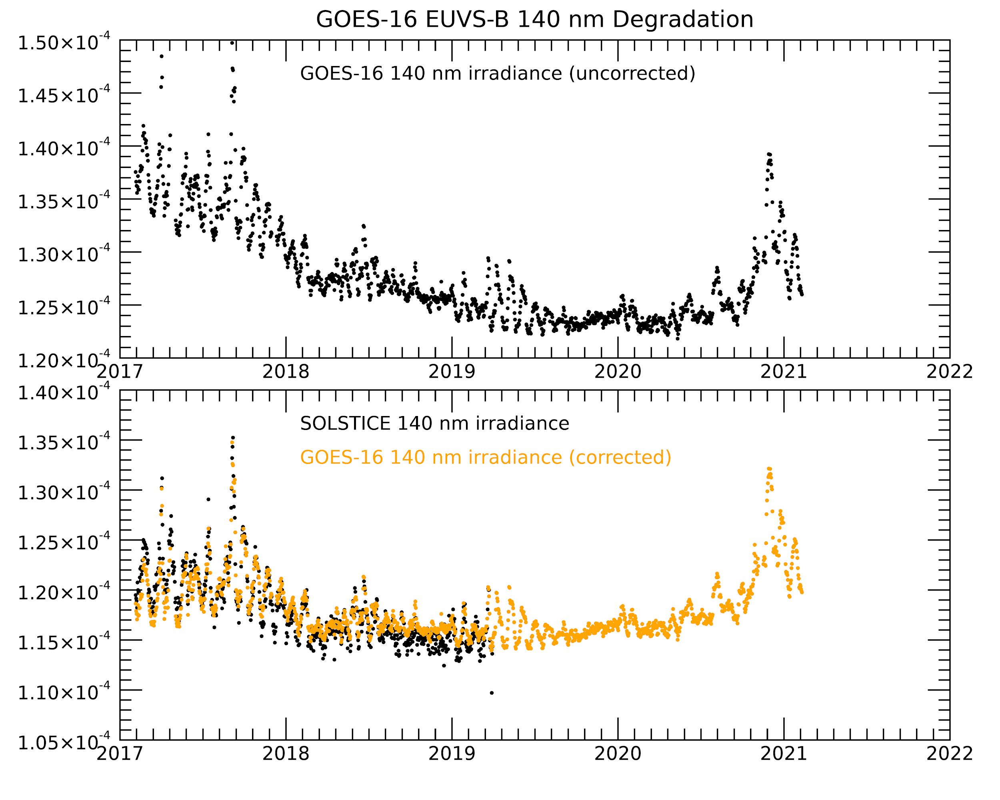 GOES-16 EUVS-B 140 nm Degradation
1.50×10⁻⁴
GOES-16 140 nm irradiance (uncorrected)
1.45×10⁻⁴
1.40×10⁻⁴
1.35×10⁻⁴
1.30×10⁻⁴
1.25×10⁻⁴
1.20×10⁻⁴
2017 2018 2019 2020 2021 2022
1.40×10⁻⁴
SOLSTICE 140 nm irradiance
1.35×10⁻⁴
GOES-16 140 nm irradiance (corrected)
1.30×10⁻⁴
1.25×10⁻⁴
1.20×10⁻⁴
1.15×10⁻⁴
1.10×10⁻⁴
1.05×10⁻⁴
2017 2018 2019 2020 2021 2022